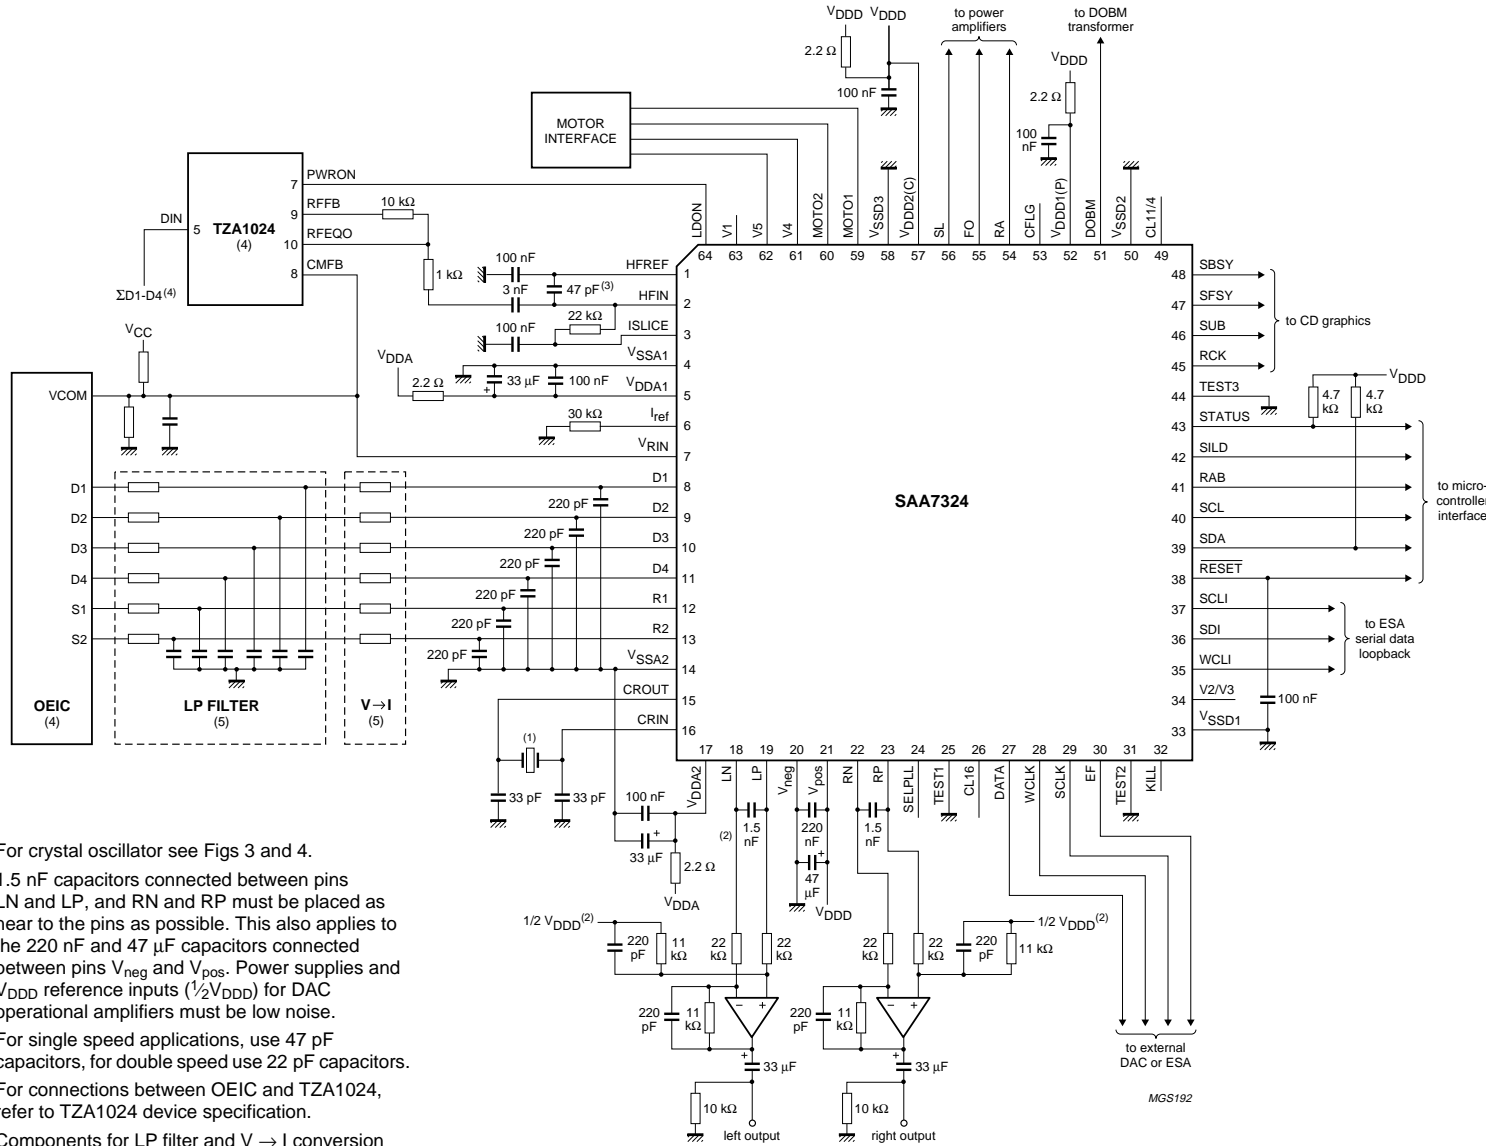 VDDD VDDD
to power
amplifiers
to DOBM
transformer
2.2 Ω
100 nF
VDDD
2.2 Ω
100
nF
MOTOR
INTERFACE
TZA1024
(4)
DIN
5
7 PWRON
9 RFFB
10 RFEQO
8 CMFB
10 kΩ
1 kΩ
ΣD1-D4(4)
LDON
V1
V5
V4
MOTO2
MOTO1
VSSD3
VDDD2(C)
SL
FO
RA
CFLG
VDDD1(P)
DOBM
VSSD2
CL11/4
64 63 62 61 60 59 58 57 56 55 54 53 52 51 50 49
100 nF
HFREF 1
3 nF
47 pF(3)
HFIN 2
22 kΩ
100 nF
ISLICE 3
VSSA1 4
VDDA
2.2 Ω
33 μF
+
100 nF
VDDA1 5
30 kΩ
Iref 6
VRIN 7
VCC
VCOM
D1
D2
D3
D4
S1
S2
OEIC
(4)
LP FILTER
(5)
V→I
(5)
D1 8
D2 9
D3 10
D4 11
R1 12
R2 13
VSSA2 14
CROUT 15
CRIN 16
220 pF
220 pF
220 pF
220 pF
220 pF
220 pF
SAA7324
48 SBSY
47 SFSY
46 SUB
45 RCK
to CD graphics
44 TEST3
VDDD
4.7
kΩ
4.7
kΩ
43 STATUS
42 SILD
41 RAB
40 SCL
39 SDA
38 RESET
to micro-
controller
interface
37 SCLI
36 SDI
35 WCLI
to ESA
serial data
loopback
34 V2/V3
33 VSSD1
100 nF
17 18 19 20 21 22 23 24 25 26 27 28 29 30 31 32
VDDA2
LN
LP
Vneg
Vpos
RN
RP
SELPLL
TEST1
CL16
DATA
WCLK
SCLK
EF
TEST2
KILL
(1)
33 pF
33 pF
100 nF
33 μF
+
2.2 Ω
VDDA
(2)
1.5
nF
220
nF
47
μF
+
VDDD
1.5
nF
1/2 VDDD(2)
220
pF
11
kΩ
22
kΩ
22
kΩ
220
pF
11
kΩ
− +
+
33 μF
10 kΩ
left output
22
kΩ
22
kΩ
220
pF
11 kΩ
1/2 VDDD(2)
220
pF
11
kΩ
− +
+
33 μF
10 kΩ
right output
to external
DAC or ESA
MGS192
For crystal oscillator see Figs 3 and 4.
1.5 nF capacitors connected between pins
LN and LP, and RN and RP must be placed as
near to the pins as possible. This also applies to
the 220 nF and 47 μF capacitors connected
between pins Vneg and Vpos. Power supplies and
VDDD reference inputs (1⁄2VDDD) for DAC
operational amplifiers must be low noise.
For single speed applications, use 47 pF
capacitors, for double speed use 22 pF capacitors.
For connections between OEIC and TZA1024,
refer to TZA1024 device specification.
Components for LP filter and V → I conversion